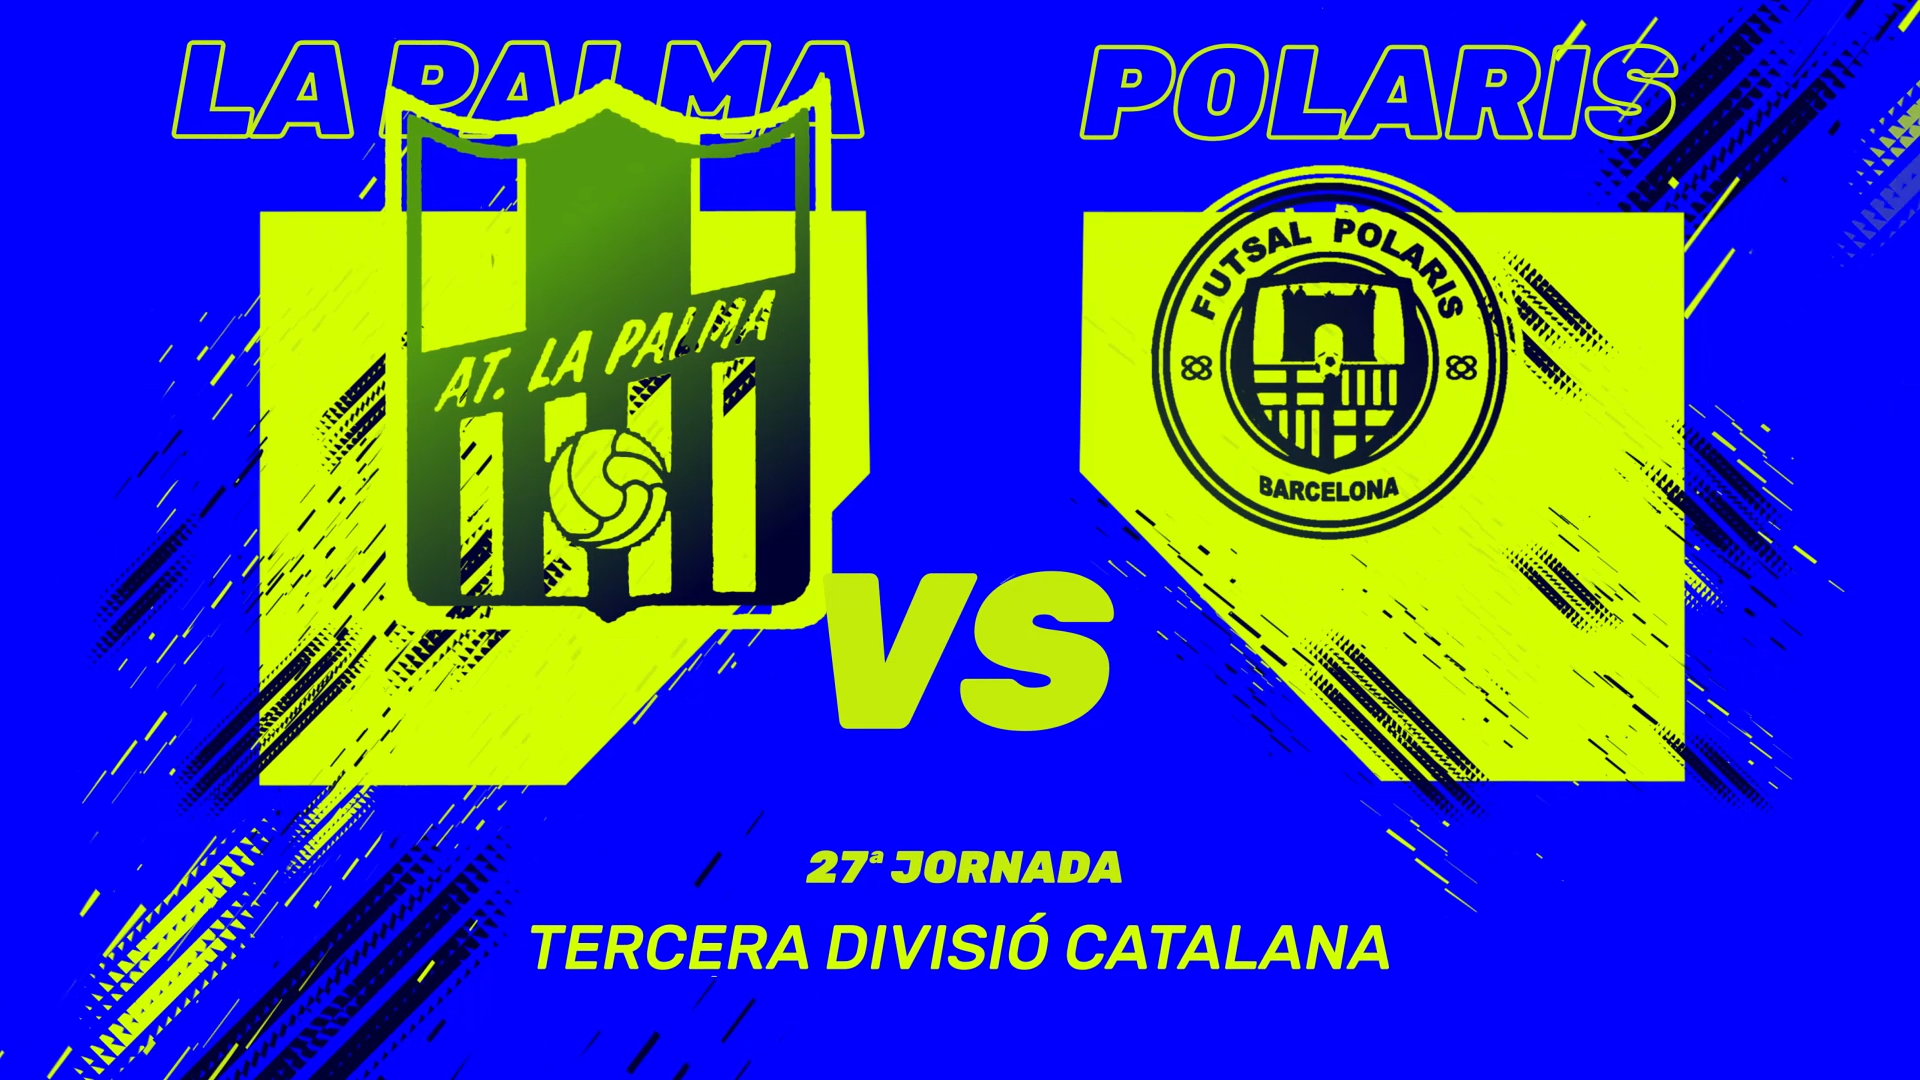 LA PALMA
POLARIS
AT. LA PALMA
FUTSAL POLARIS
BARCELONA
VS
27ª JORNADA
TERCERA DIVISIÓ CATALANA